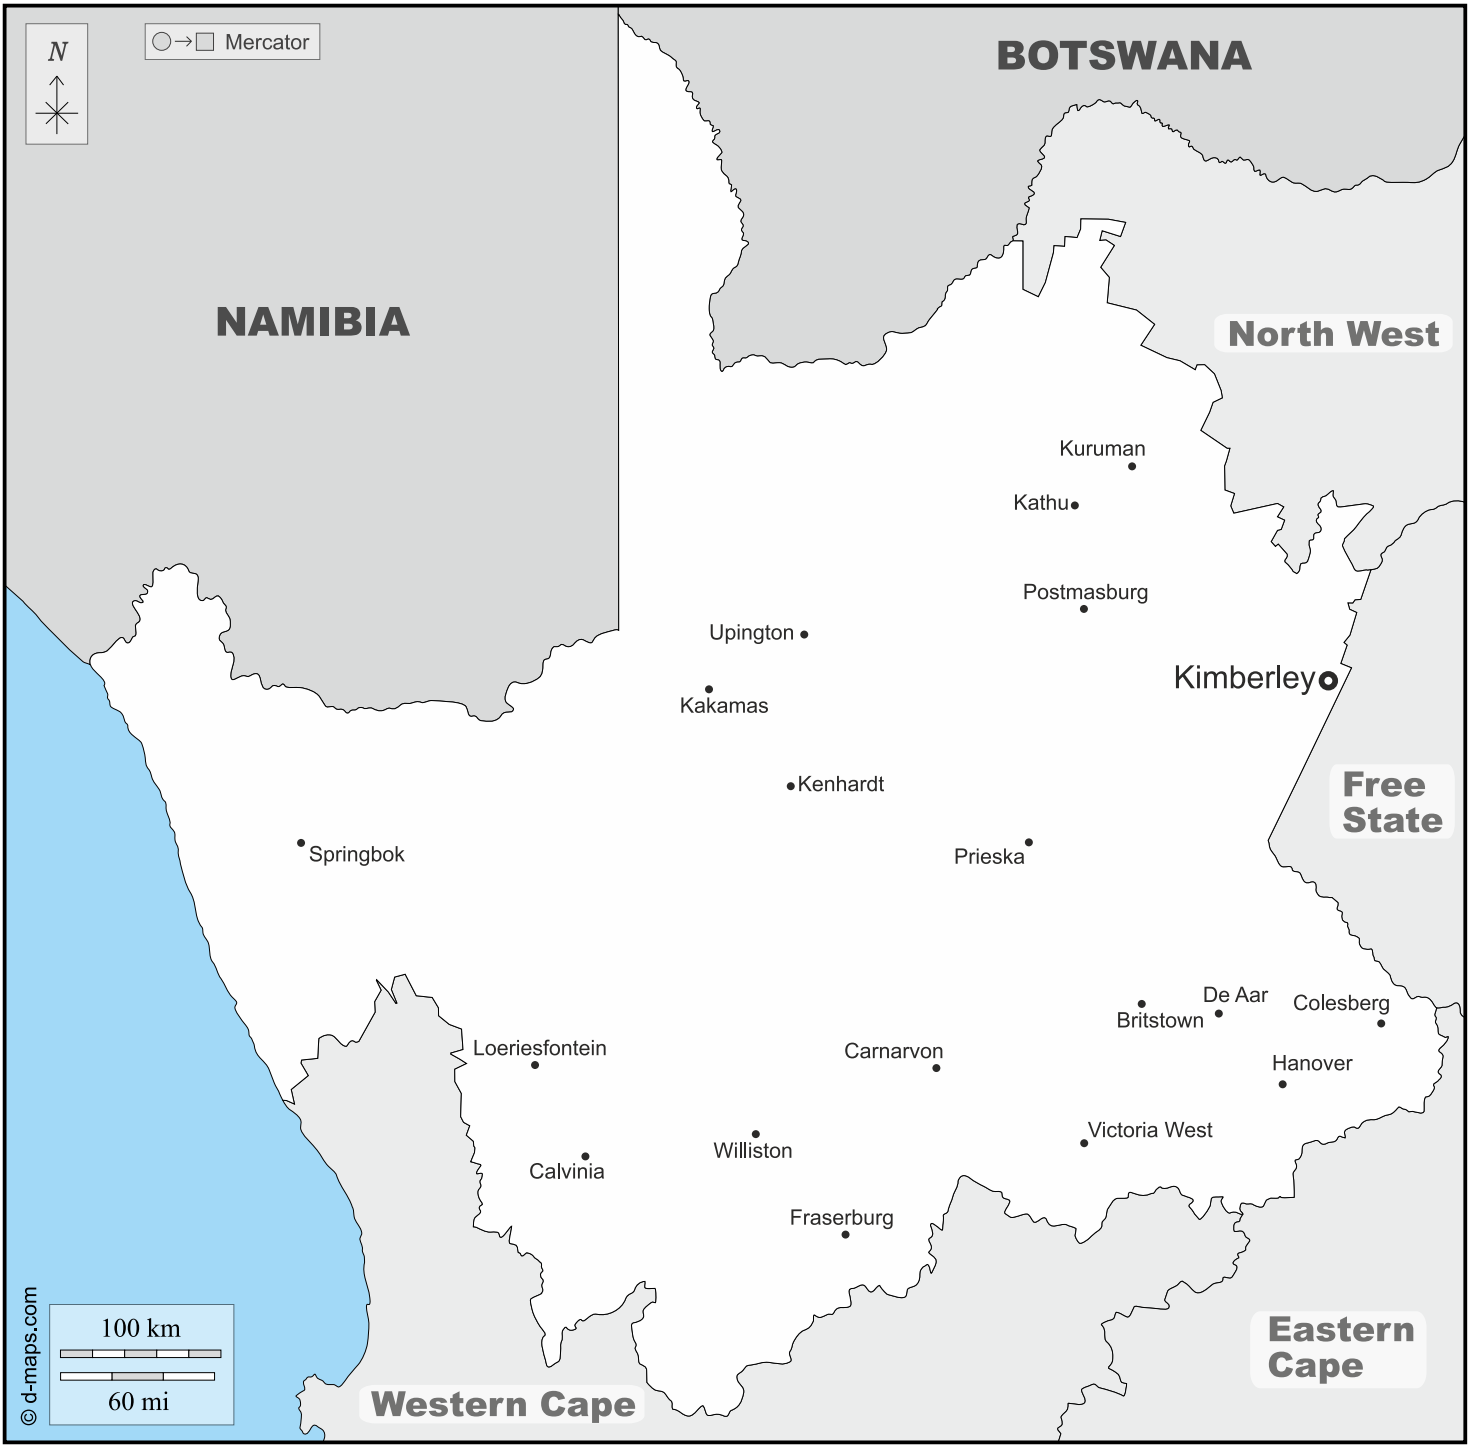 N
Mercator
BOTSWANA
NAMIBIA
North West
Kuruman
Kathu
Postmasburg
Upington
Kimberley
Kakamas
Kenhardt
Free
State
Springbok
Prieska
De Aar
Colesberg
Britstown
Loeriesfontein
Carnarvon
Hanover
Victoria West
Williston
Calvinia
Fraserburg
Eastern
Cape
Western Cape
100 km
60 mi
© d-maps.com